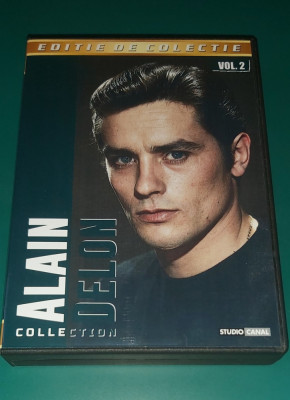 EDITIE DE COLECTIE
VOL. 2
ALAIN
DELON
COLLECTION
STUDIO CANAL